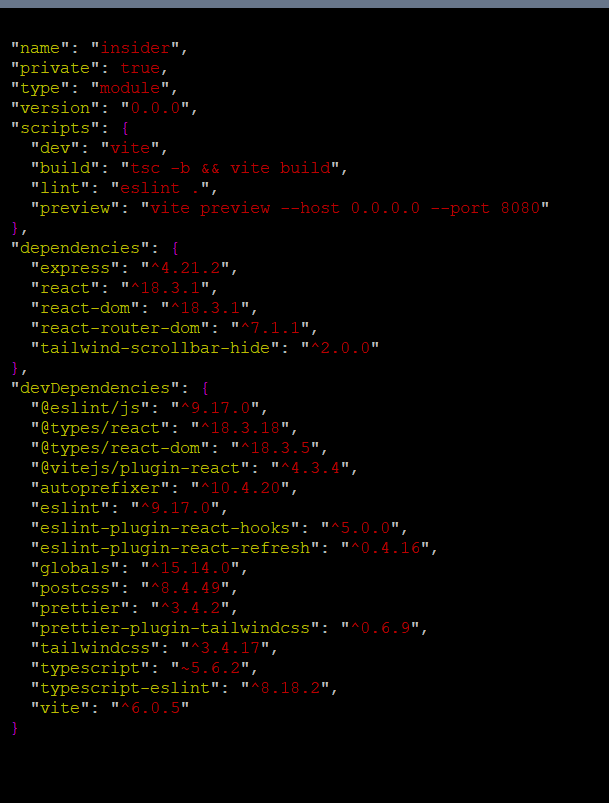 "name": "insider",
"private": true,
"type": "module",
"version": "0.0.0",
"scripts": {
  "dev": "vite",
  "build": "tsc -b && vite build",
  "lint": "eslint .",
  "preview": "vite preview --host 0.0.0.0 --port 8080"
},
"dependencies": {
  "express": "^4.21.2",
  "react": "^18.3.1",
  "react-dom": "^18.3.1",
  "react-router-dom": "^7.1.1",
  "tailwind-scrollbar-hide": "^2.0.0"
},
"devDependencies": {
  "@eslint/js": "^9.17.0",
  "@types/react": "^18.3.18",
  "@types/react-dom": "^18.3.5",
  "@vitejs/plugin-react": "^4.3.4",
  "autoprefixer": "^10.4.20",
  "eslint": "^9.17.0",
  "eslint-plugin-react-hooks": "^5.0.0",
  "eslint-plugin-react-refresh": "^0.4.16",
  "globals": "^15.14.0",
  "postcss": "^8.4.49",
  "prettier": "^3.4.2",
  "prettier-plugin-tailwindcss": "^0.6.9",
  "tailwindcss": "^3.4.17",
  "typescript": "~5.6.2",
  "typescript-eslint": "^8.18.2",
  "vite": "^6.0.5"
}